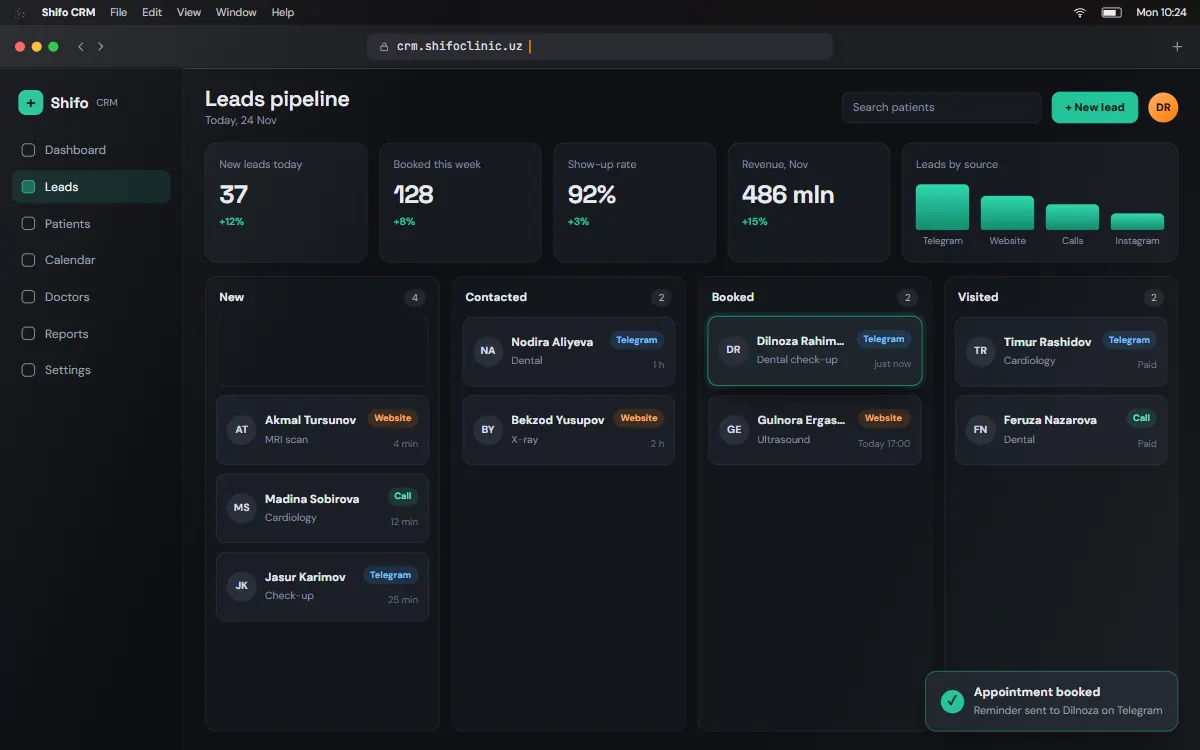 Shifo CRM File Edit View Window Help Mon 10:24
crm.shifoclinic.uz
+ Shifo CRM
Dashboard
Leads
Patients
Calendar
Doctors
Reports
Settings
Leads pipeline
Today, 24 Nov
Search patients
+ New lead
DR
New leads today
37
+12%
Booked this week
128
+8%
Show-up rate
92%
+3%
Revenue, Nov
486 mln
+15%
Leads by source
Telegram Website Calls Instagram
New 4
AT Akmal Tursunov Website
MRI scan 4 min
MS Madina Sobirova Call
Cardiology 12 min
JK Jasur Karimov Telegram
Check-up 25 min
Contacted 2
NA Nodira Aliyeva Telegram
Dental 1 h
BY Bekzod Yusupov Website
X-ray 2 h
Booked 2
DR Dilnoza Rahim... Telegram
Dental check-up just now
GE Gulnora Ergas... Website
Ultrasound Today 17:00
Visited 2
TR Timur Rashidov Telegram
Cardiology Paid
FN Feruza Nazarova Call
Dental Paid
Appointment booked
Reminder sent to Dilnoza on Telegram